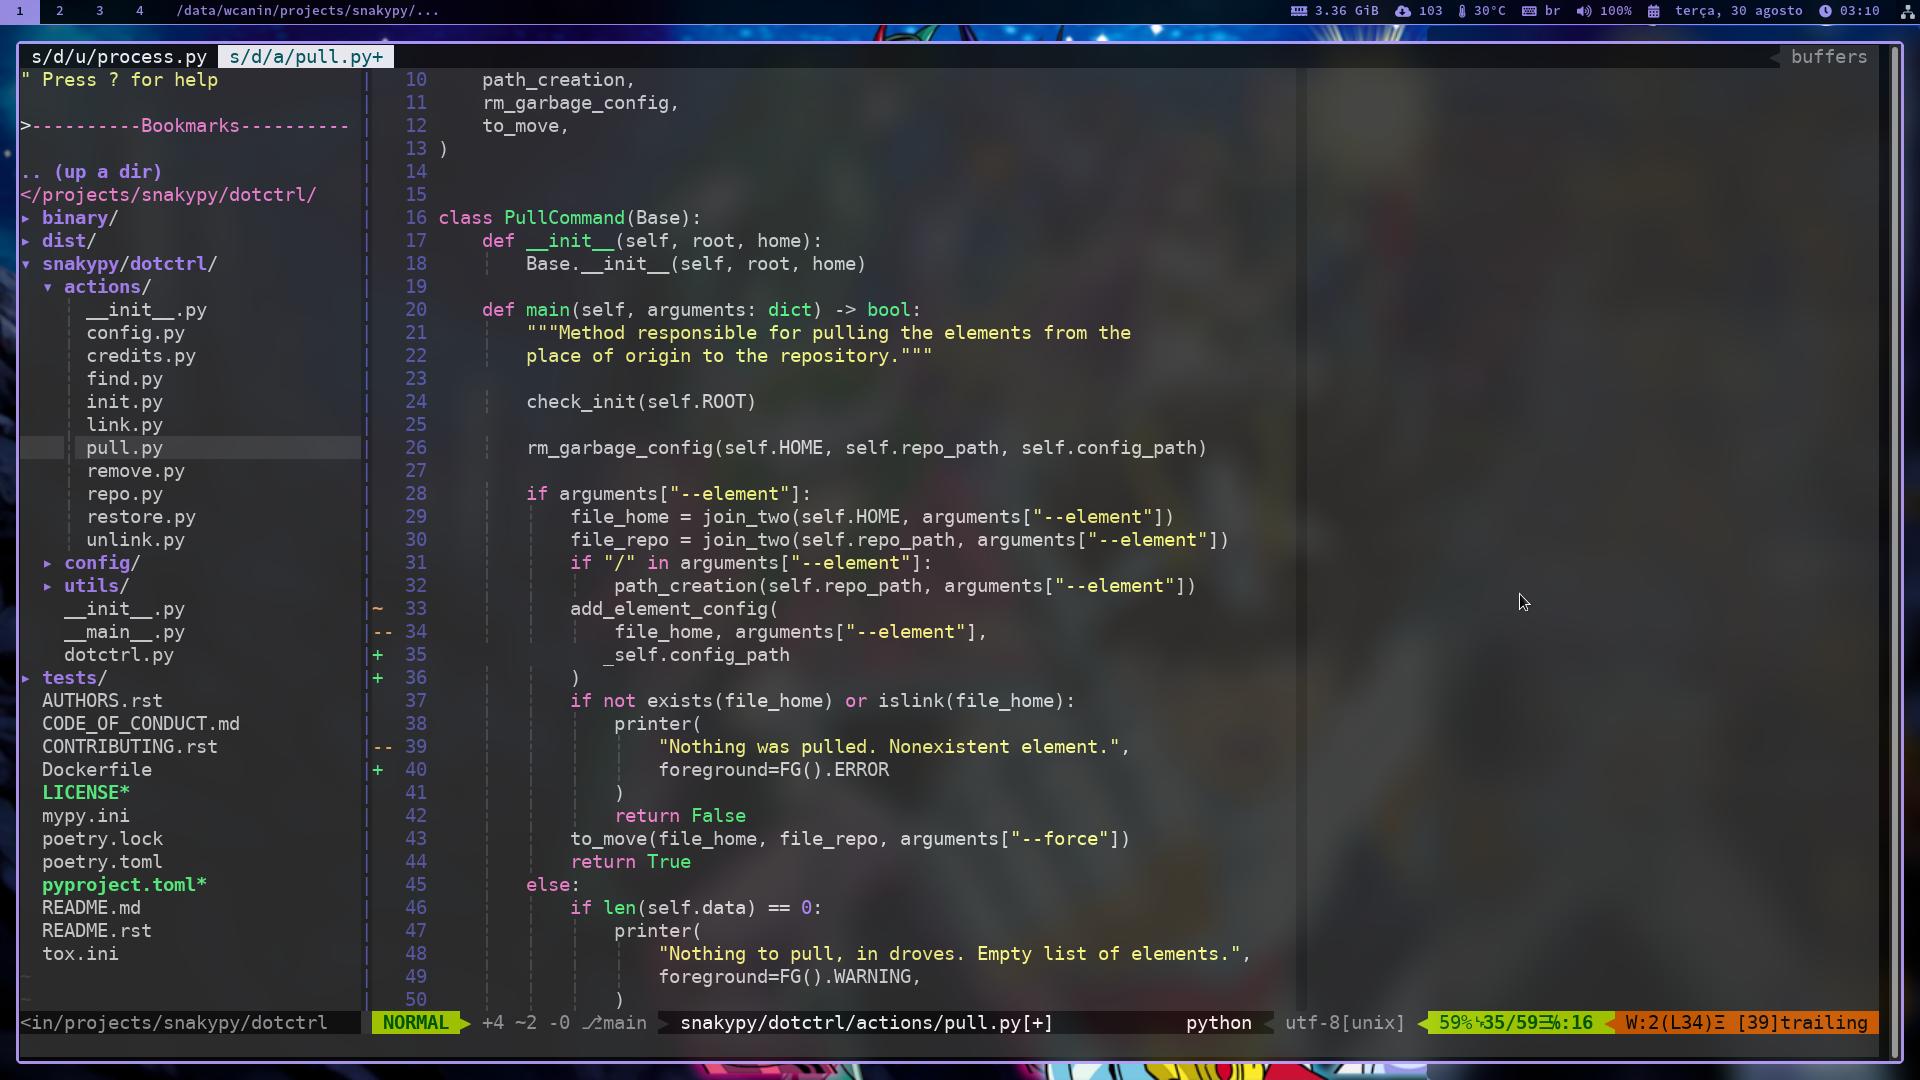 1 2 3 4 /data/wcanin/projects/snakypy/... 3.36 GiB 103 30°C br 100% terça, 30 agosto 03:10
s/d/u/process.py s/d/a/pull.py+ buffers
" Press ? for help
>----------Bookmarks----------
.. (up a dir)
</projects/snakypy/dotctrl/
▸ binary/
▸ dist/
▾ snakypy/dotctrl/
▾ actions/
__init__.py
config.py
credits.py
find.py
init.py
link.py
pull.py
remove.py
repo.py
restore.py
unlink.py
▸ config/
▸ utils/
__init__.py
__main__.py
dotctrl.py
▸ tests/
AUTHORS.rst
CODE_OF_CONDUCT.md
CONTRIBUTING.rst
Dockerfile
LICENSE*
mypy.ini
poetry.lock
poetry.toml
pyproject.toml*
README.md
README.rst
tox.ini
~
~
10 path_creation,
11 rm_garbage_config,
12 to_move,
13 )
14
15
16 class PullCommand(Base):
17 def __init__(self, root, home):
18 Base.__init__(self, root, home)
19
20 def main(self, arguments: dict) -> bool:
21 """Method responsible for pulling the elements from the
22 place of origin to the repository."""
23
24 check_init(self.ROOT)
25
26 rm_garbage_config(self.HOME, self.repo_path, self.config_path)
27
28 if arguments["--element"]:
29 file_home = join_two(self.HOME, arguments["--element"])
30 file_repo = join_two(self.repo_path, arguments["--element"])
31 if "/" in arguments["--element"]:
32 path_creation(self.repo_path, arguments["--element"])
~ 33 add_element_config(
-- 34 file_home, arguments["--element"],
+ 35 _self.config_path
+ 36 )
37 if not exists(file_home) or islink(file_home):
38 printer(
-- 39 "Nothing was pulled. Nonexistent element.",
+ 40 foreground=FG().ERROR
41 )
42 return False
43 to_move(file_home, file_repo, arguments["--force"])
44 return True
45 else:
46 if len(self.data) == 0:
47 printer(
48 "Nothing to pull, in droves. Empty list of elements.",
49 foreground=FG().WARNING,
50 )
<in/projects/snakypy/dotctrl NORMAL +4 ~2 -0 ⎇main snakypy/dotctrl/actions/pull.py[+] python utf-8[unix] 59% ␊35/59☰℅:16 W:2(L34)Ξ [39]trailing